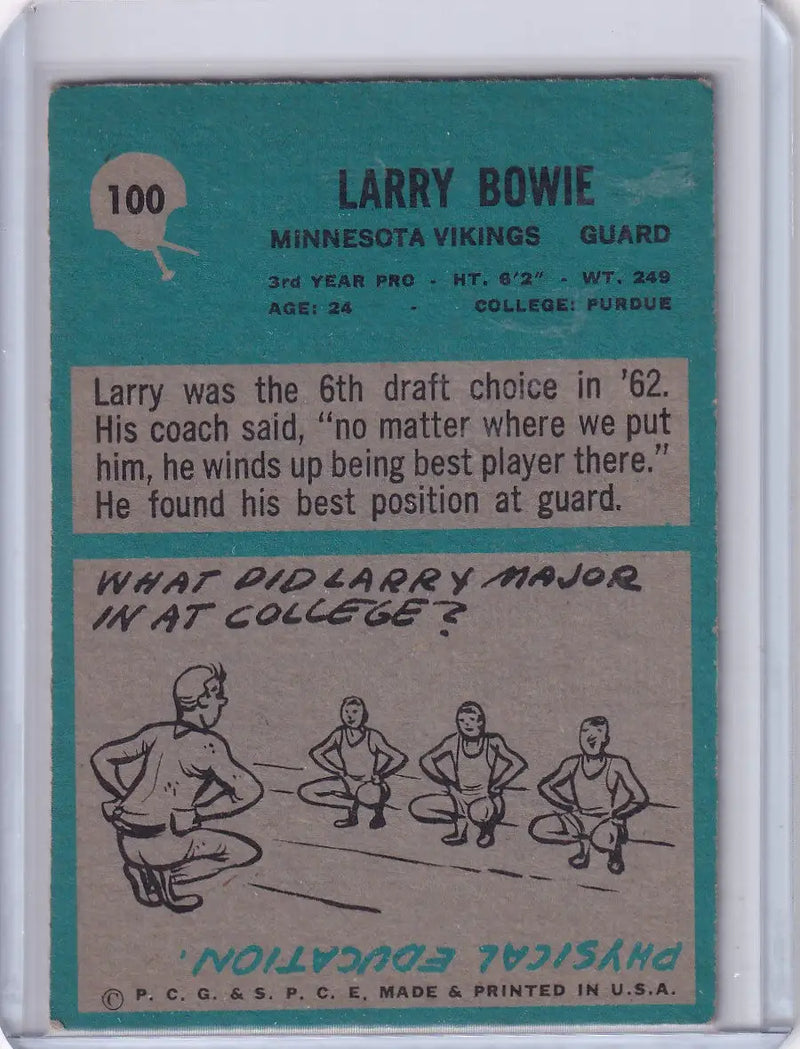 100
LARRY BOWIE
MINNESOTA VIKINGS GUARD
3rd YEAR PRO - HT. 6'2" - WT. 249
AGE: 24 - COLLEGE: PURDUE
Larry was the 6th draft choice in '62.
His coach said, "no matter where we put
him, he winds up being best player there."
He found his best position at guard.
WHAT DID LARRY MAJOR
IN AT COLLEGE?
PHYSICAL EDUCATION.
© P. C. G. & S. P. C. E. MADE & PRINTED IN U.S.A.